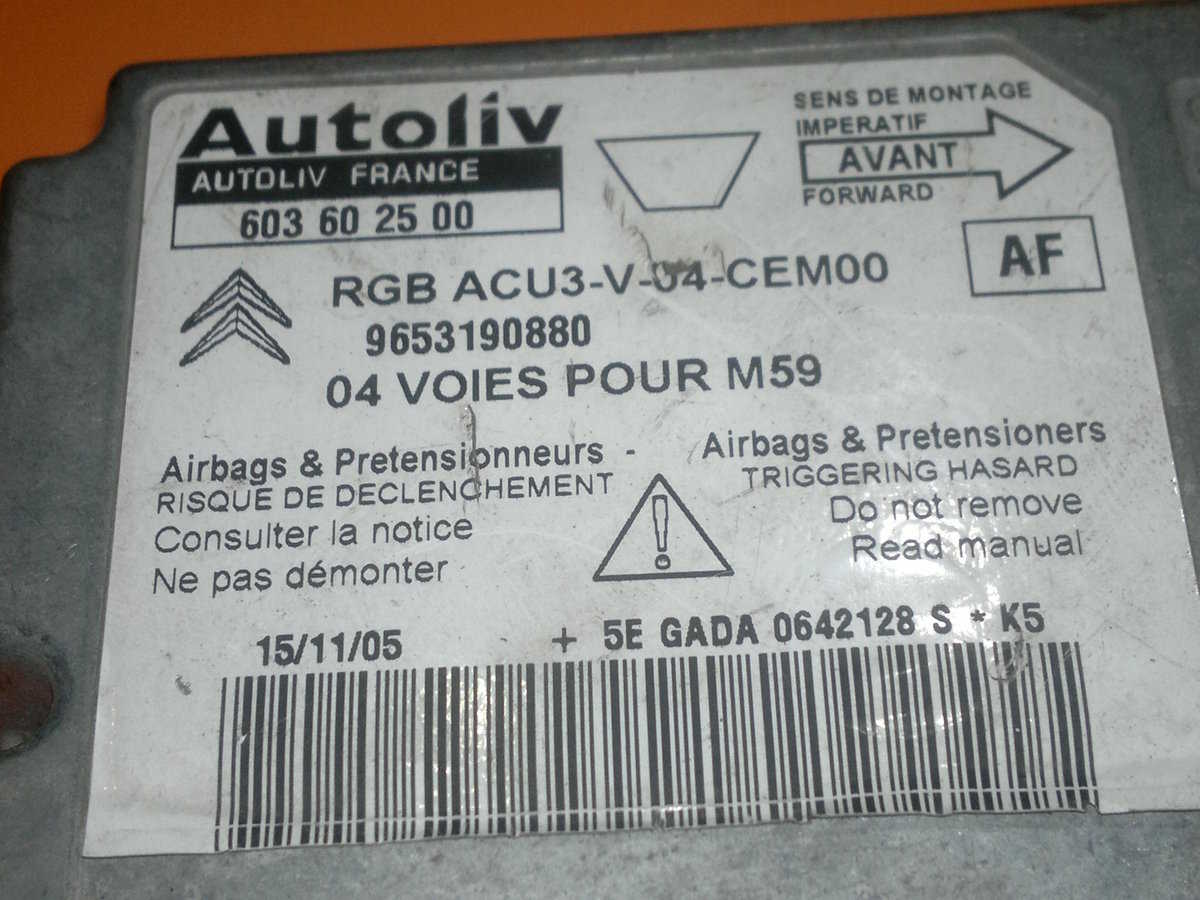 Autoliv
AUTOLIV FRANCE
603 60 25 00
SENS DE MONTAGE
IMPERATIF
AVANT
FORWARD
AF
RGB ACU3-V-04-CEM00
9653190880
04 VOIES POUR M59
Airbags & Pretensionneurs -
RISQUE DE DECLENCHEMENT
Consulter la notice
Ne pas démonter
Airbags & Pretensioners
TRIGGERING HASARD
Do not remove
Read manual
15/11/05 + 5E GADA 0642128 S * K5